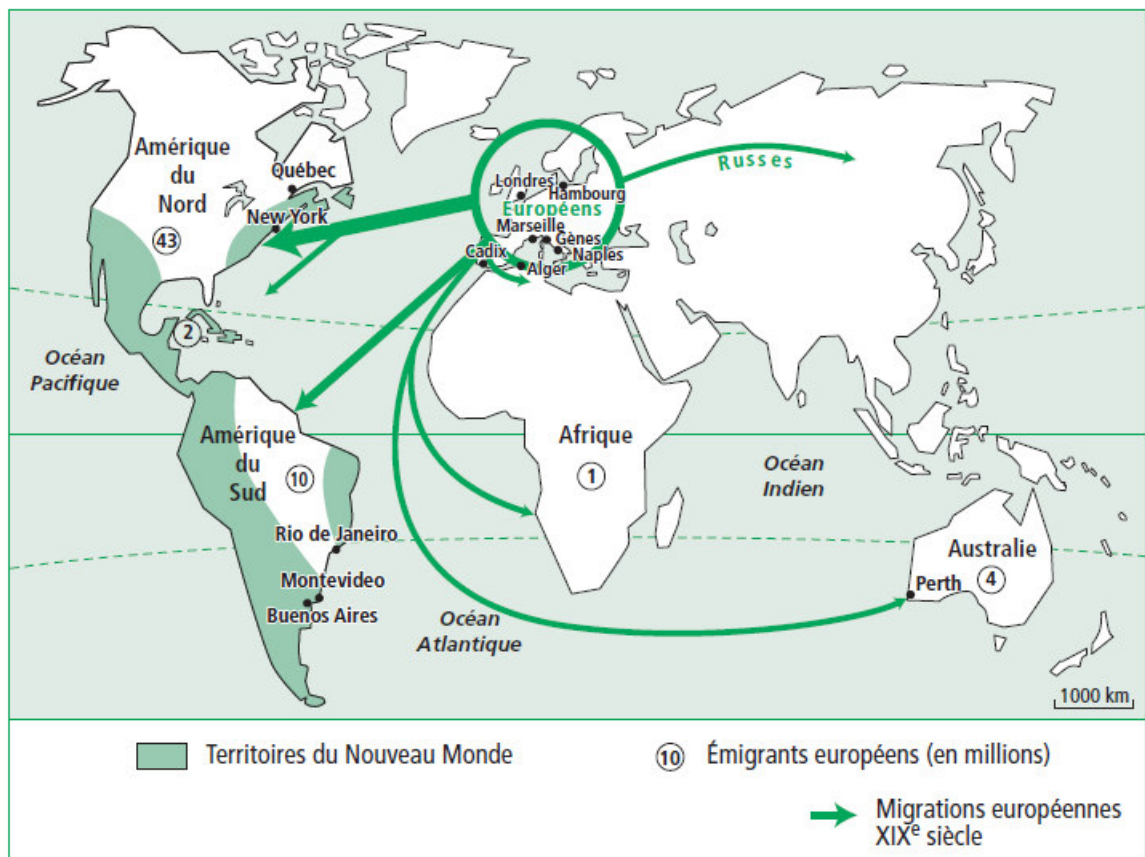 Amérique
du
Nord
43
Québec
New York
Londres
Hambourg
Européens
Marseille
Gènes
Naples
Cadix
Alger
Russes
2
Océan
Pacifique
Amérique
du
Sud
10
Afrique
1
Océan
Indien
Rio de Janeiro
Montevideo
Buenos Aires
Océan
Atlantique
Australie
Perth
4
1000 km
Territoires du Nouveau Monde
10 Émigrants européens (en millions)
Migrations européennes
XIXe siècle